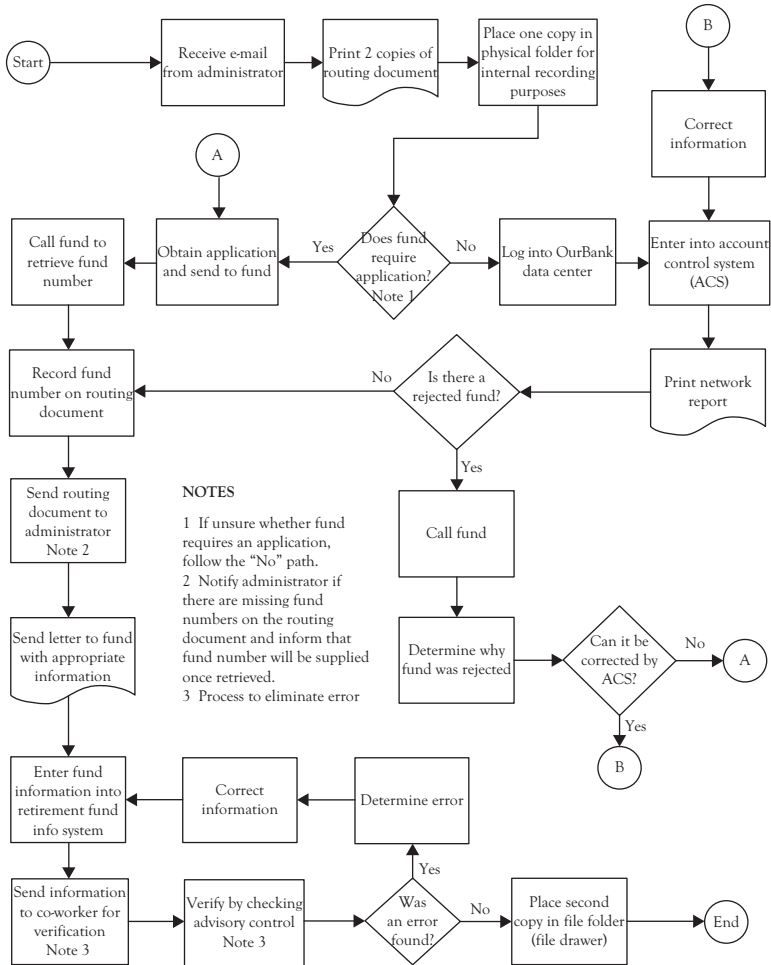 Start
Receive e-mail
from administrator
Print 2 copies of
routing document
Place one copy in
physical folder for
internal recording
purposes
B
Correct
information
A
Call fund to
retrieve fund
number
Obtain application
and send to fund
Yes
Does fund
require
application?
Note 1
No
Log into OurBank
data center
Enter into account
control system
(ACS)
Record fund
number on routing
document
No
Is there a
rejected fund?
Print network
report
Yes
Send routing
document to
administrator
Note 2
NOTES
1 If unsure whether fund
requires an application,
follow the “No” path.
2 Notify administrator if
there are missing fund
numbers on the routing
document and inform that
fund number will be supplied
once retrieved.
3 Process to eliminate error
Call fund
Send letter to fund
with appropriate
information
Determine why
fund was rejected
Can it be
corrected by
ACS?
No
A
Yes
B
Enter fund
information into
retirement fund
info system
Correct
information
Determine error
Yes
Send information
to co-worker for
verification
Note 3
Verify by checking
advisory control
Note 3
Was
an error
found?
No
Place second
copy in file folder
(file drawer)
End